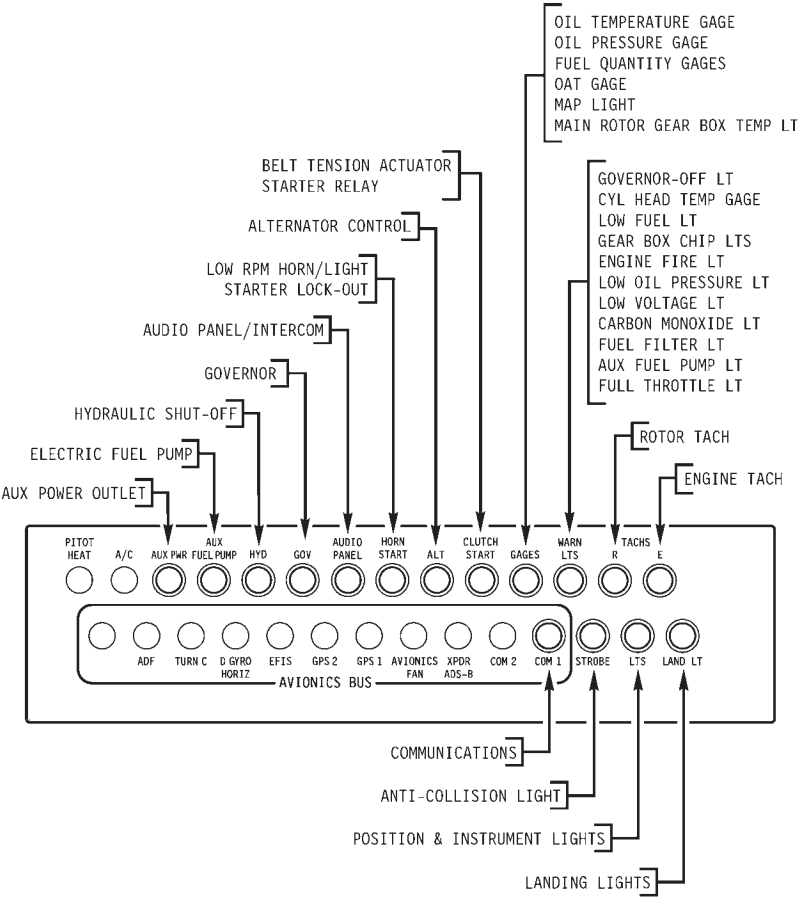 OIL TEMPERATURE GAGE
OIL PRESSURE GAGE
FUEL QUANTITY GAGES
OAT GAGE
MAP LIGHT
MAIN ROTOR GEAR BOX TEMP LT
BELT TENSION ACTUATOR
STARTER RELAY
GOVERNOR-OFF LT
CYL HEAD TEMP GAGE
LOW FUEL LT
GEAR BOX CHIP LTS
ENGINE FIRE LT
LOW OIL PRESSURE LT
LOW VOLTAGE LT
CARBON MONOXIDE LT
FUEL FILTER LT
AUX FUEL PUMP LT
FULL THROTTLE LT
ALTERNATOR CONTROL
LOW RPM HORN/LIGHT
STARTER LOCK-OUT
AUDIO PANEL/INTERCOM
GOVERNOR
HYDRAULIC SHUT-OFF
ELECTRIC FUEL PUMP
AUX POWER OUTLET
ROTOR TACH
ENGINE TACH
PITOT
HEAT
A/C
AUX PWR
AUX
FUEL PUMP
HYD
GOV
AUDIO
PANEL
HORN
START
ALT
CLUTCH
START
GAGES
WARN
LTS
TACHS
R
E
ADF
TURN C
D GYRO
HORIZ
EFIS
GPS 2
GPS 1
AVIONICS
FAN
XPDR
ADS-B
COM 2
COM 1
STROBE
LTS
LAND LT
AVIONICS BUS
COMMUNICATIONS
ANTI-COLLISION LIGHT
POSITION & INSTRUMENT LIGHTS
LANDING LIGHTS